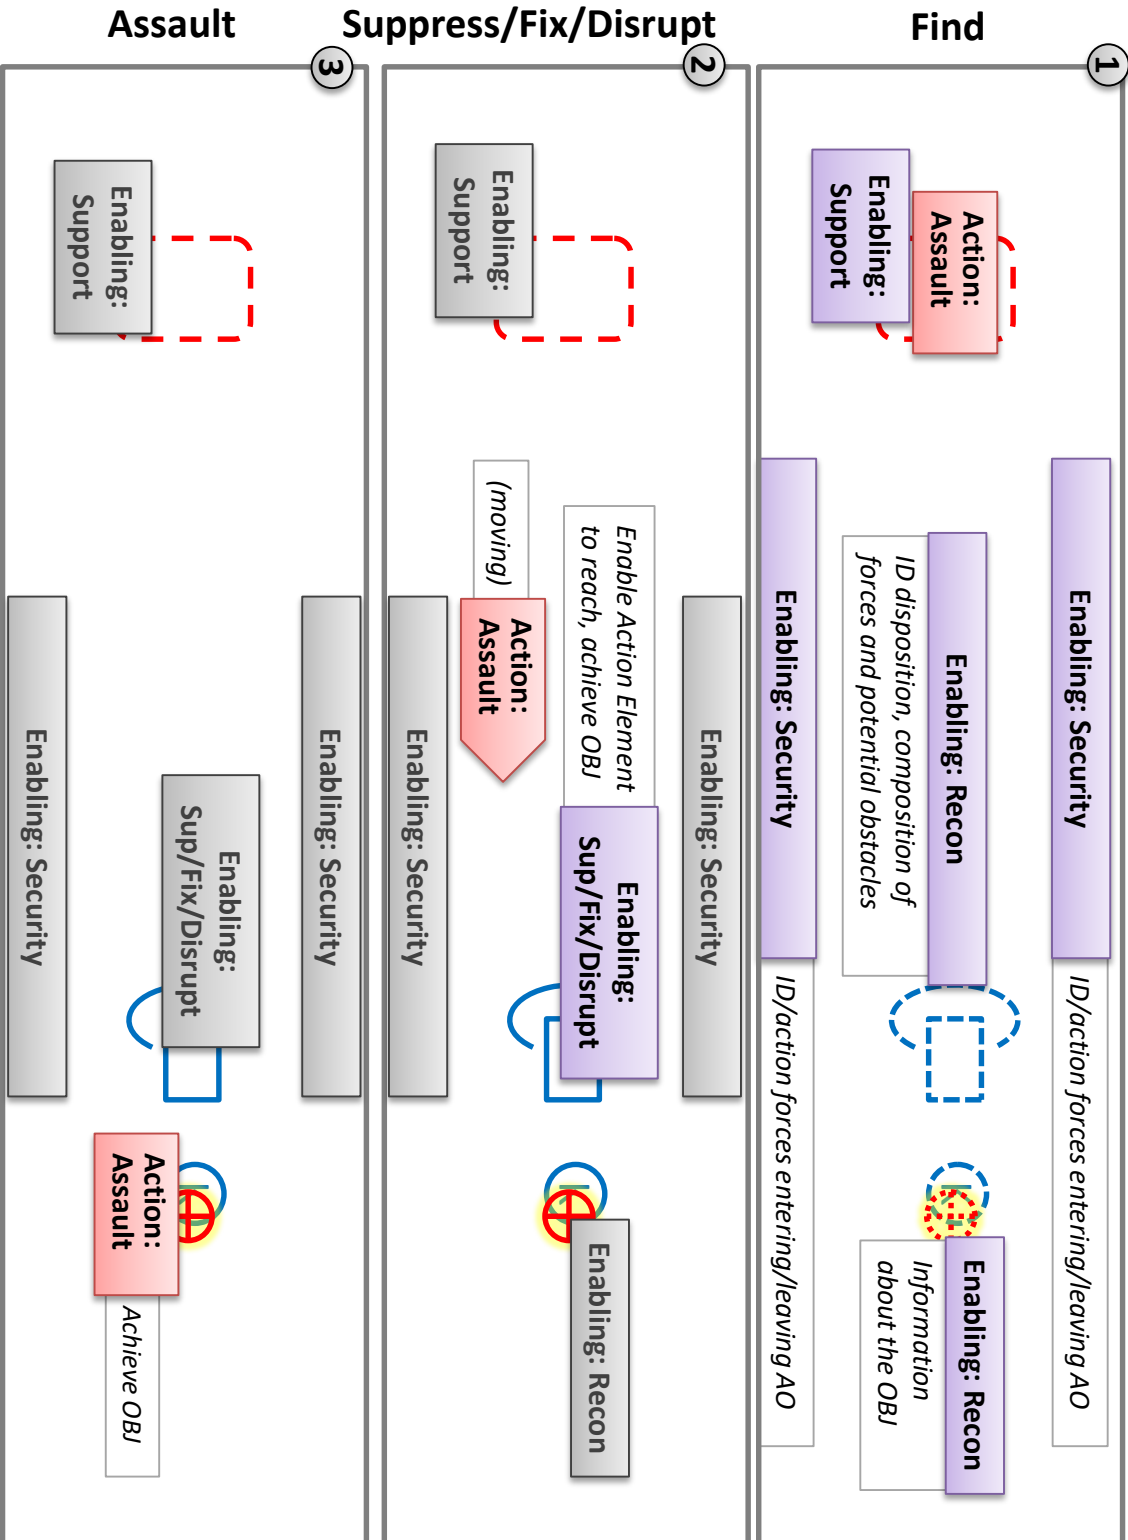 Find
1
Enabling:
Support
Action:
Assault
Enabling: Security
ID/action forces entering/leaving AO
Enabling: Recon
ID disposition, composition of
forces and potential obstacles
Enabling: Recon
Information
about the OBJ
Enabling: Security
ID/action forces entering/leaving AO
Suppress/Fix/Disrupt
2
Enabling:
Support
Enabling: Security
Enable Action Element
to reach, achieve OBJ
Enabling:
Sup/Fix/Disrupt
(moving)
Action:
Assault
Enabling: Recon
Enabling: Security
Assault
3
Enabling:
Support
Enabling: Security
Enabling:
Sup/Fix/Disrupt
Action:
Assault
Achieve OBJ
Enabling: Security